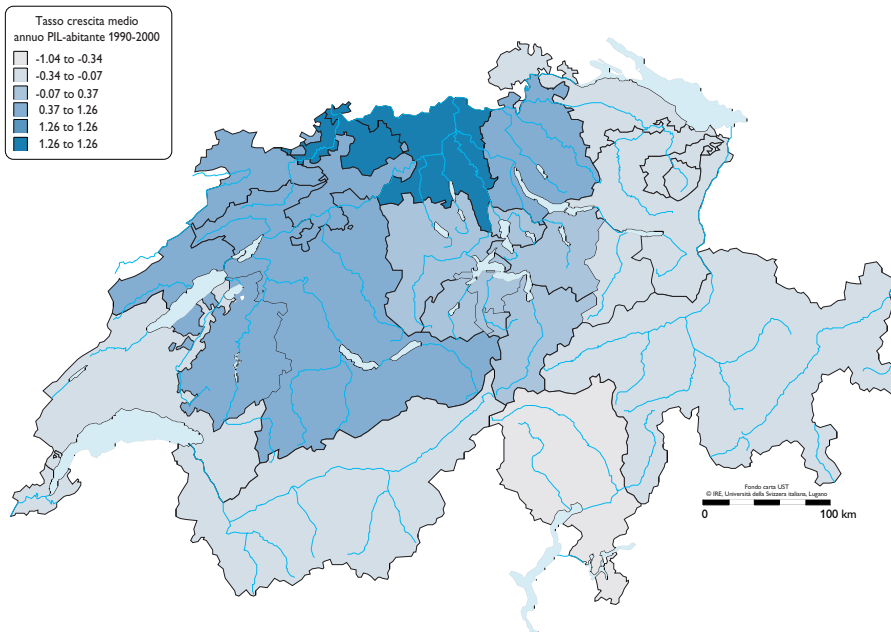 Tasso crescita medio
annuo PIL-abitante 1990-2000
-1.04 to -0.34
-0.34 to -0.07
-0.07 to 0.37
0.37 to 1.26
1.26 to 1.26
1.26 to 1.26
Fondo carta UST
© IRE, Università della Svizzera italiana, Lugano
0 100 km